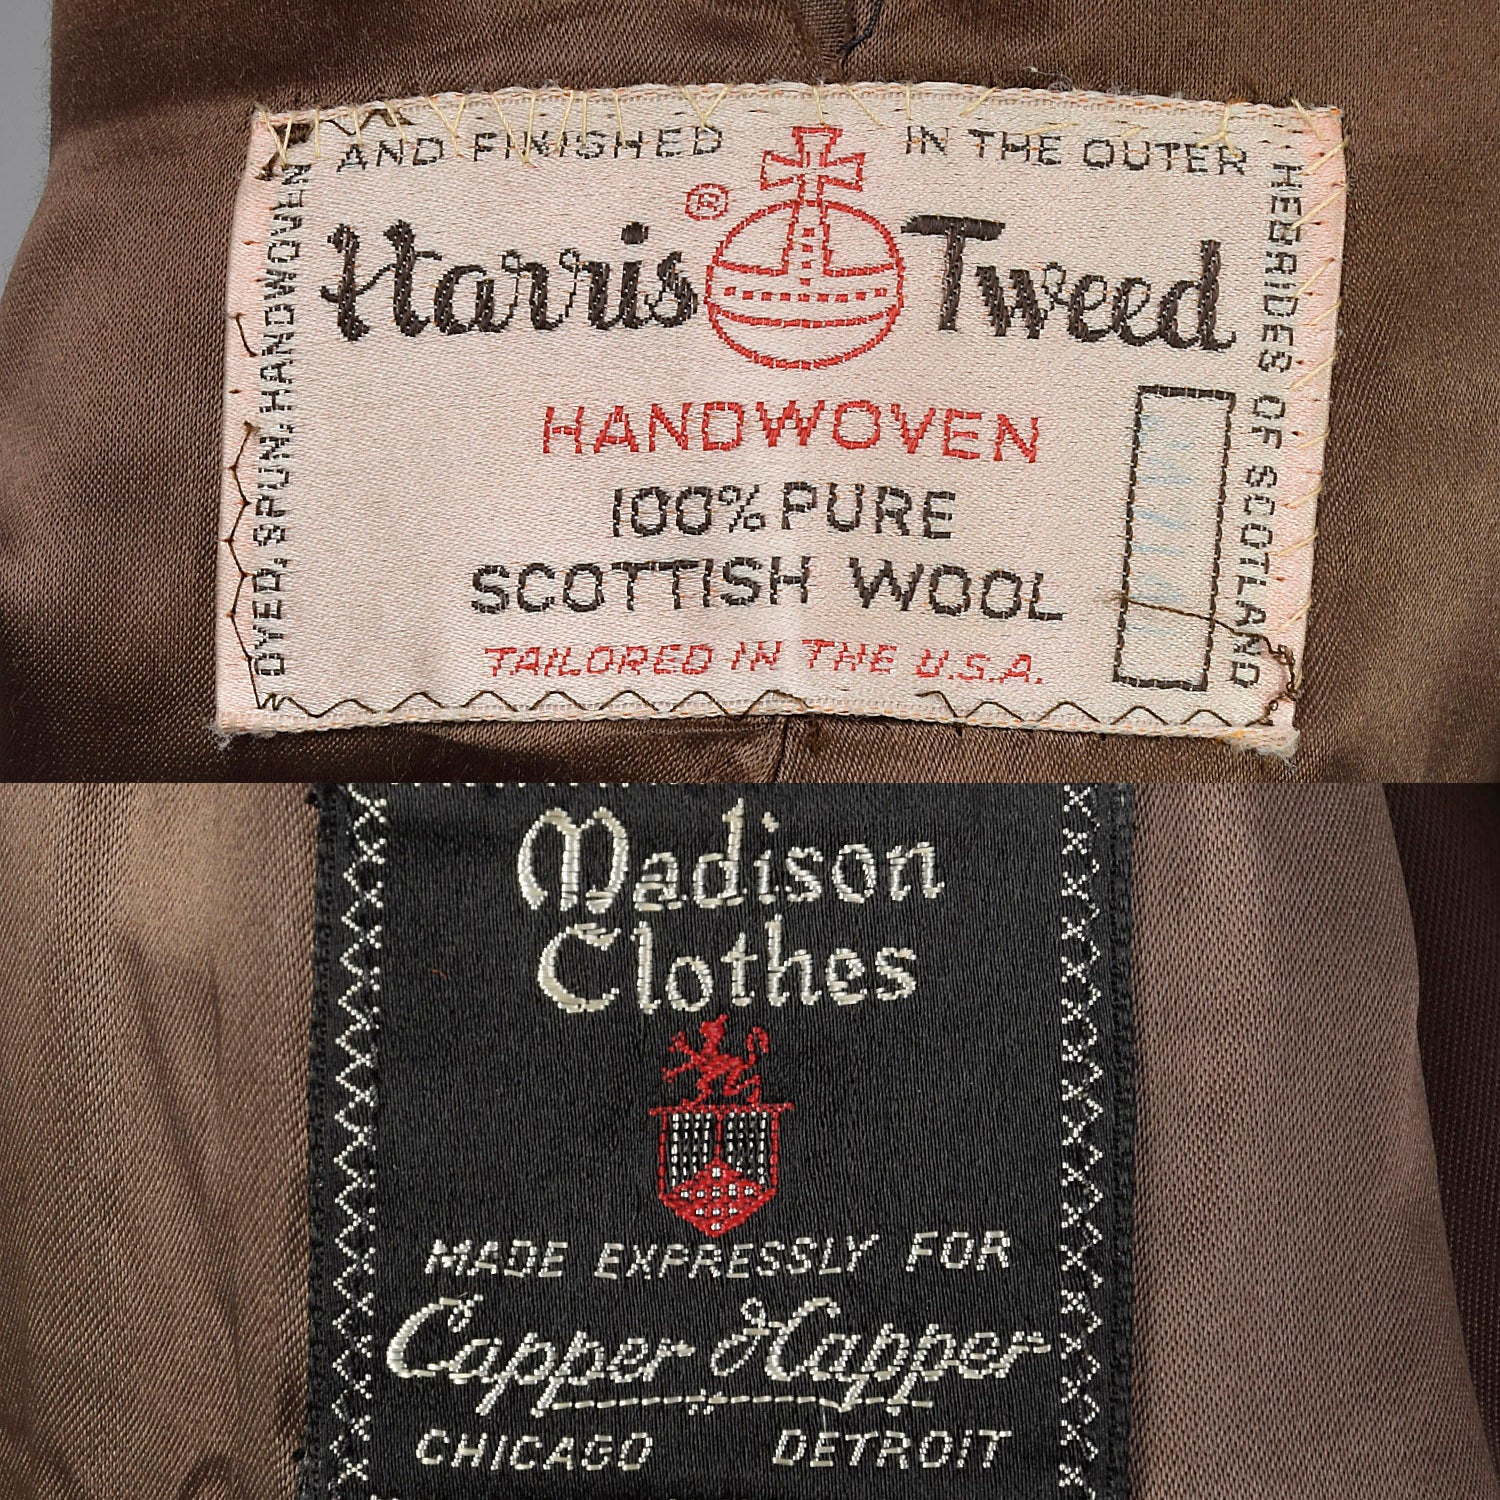 DYED, SPUN, HANDWOVEN
AND FINISHED IN THE OUTER
HEBRIDES OF SCOTLAND
®
Harris Tweed
HANDWOVEN
100% PURE
SCOTTISH WOOL
TAILORED IN THE U.S.A.
Madison
Clothes
MADE EXPRESSLY FOR
Capper & Capper
CHICAGO DETROIT